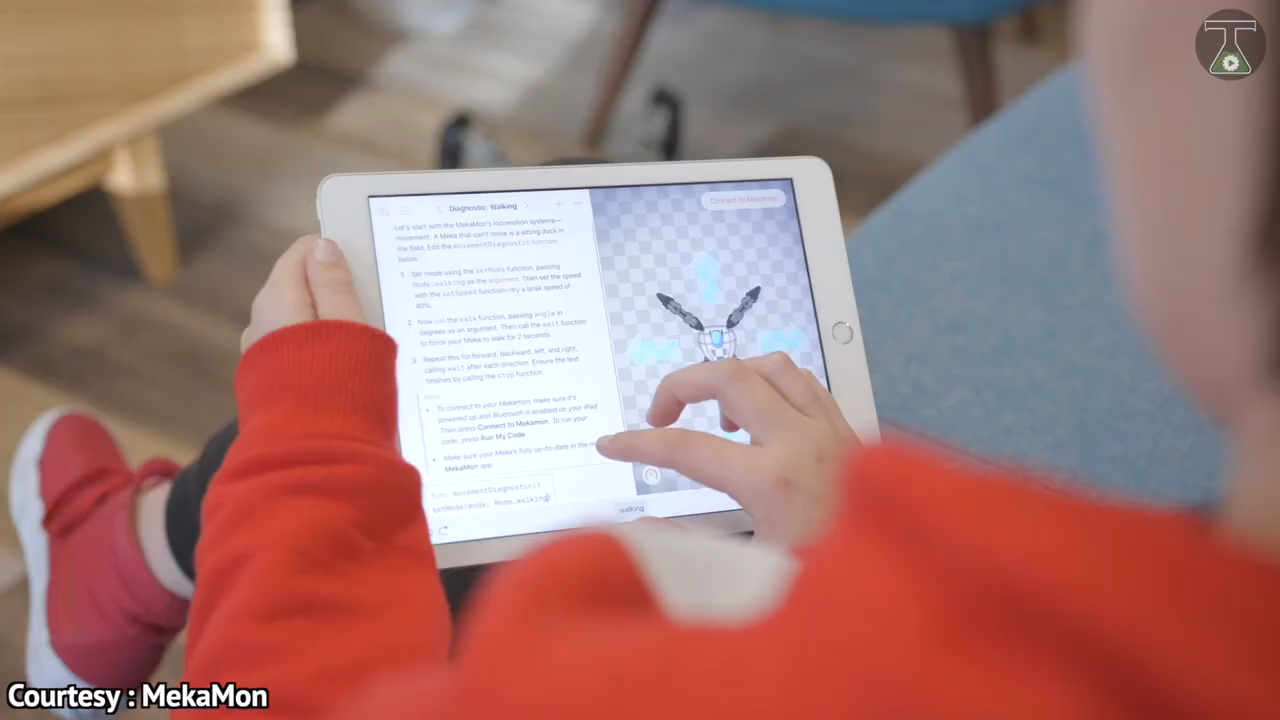 Diagnostic: Walking
Connect to Mekamon
Let's start with the MekaMon's locomotion systems—
movement. A Meka that can't move is a sitting duck in
the field. Edit the movementDiagnostic function
below.
1 Set mode using the setMode function, passing
Mode.walking as the argument. Then set the speed
with the setSpeed function—try a brisk speed of
40%.
2 Now call the walk function, passing angle in
degrees as an argument. Then call the wait function
to force your Meka to walk for 2 seconds.
3 Repeat this for forward, backward, left, and right,
calling wait after each direction. Ensure the test
finishes by calling the stop function.
Note
• To connect to your Mekamon, make sure it's
powered up and Bluetooth is enabled on your iPad
Then press Connect to Mekamon. To run your
code, press Run My Code.
• Make sure your Meka's fully up-to-date in the
MekaMon app
func movementDiagnostic()
setMode(mode: Mode.walking)
walking
Courtesy : MekaMon